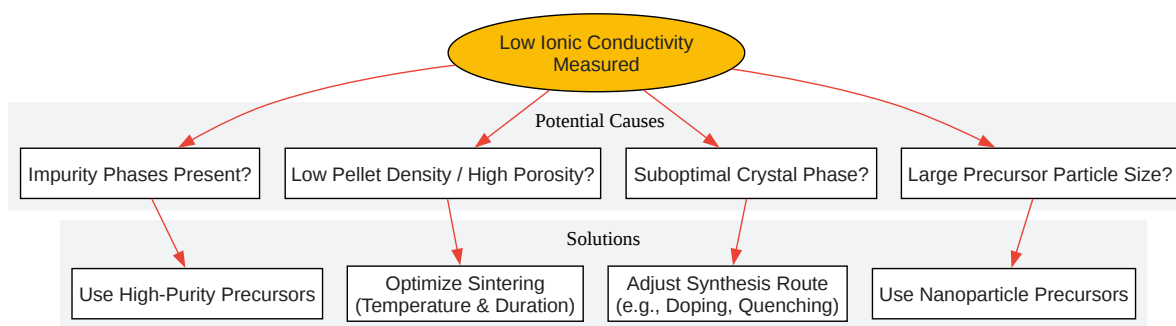 Low Ionic Conductivity
Measured
Potential Causes
Impurity Phases Present?
Low Pellet Density / High Porosity?
Suboptimal Crystal Phase?
Large Precursor Particle Size?
Solutions
Use High-Purity Precursors
Optimize Sintering
(Temperature & Duration)
Adjust Synthesis Route
(e.g., Doping, Quenching)
Use Nanoparticle Precursors